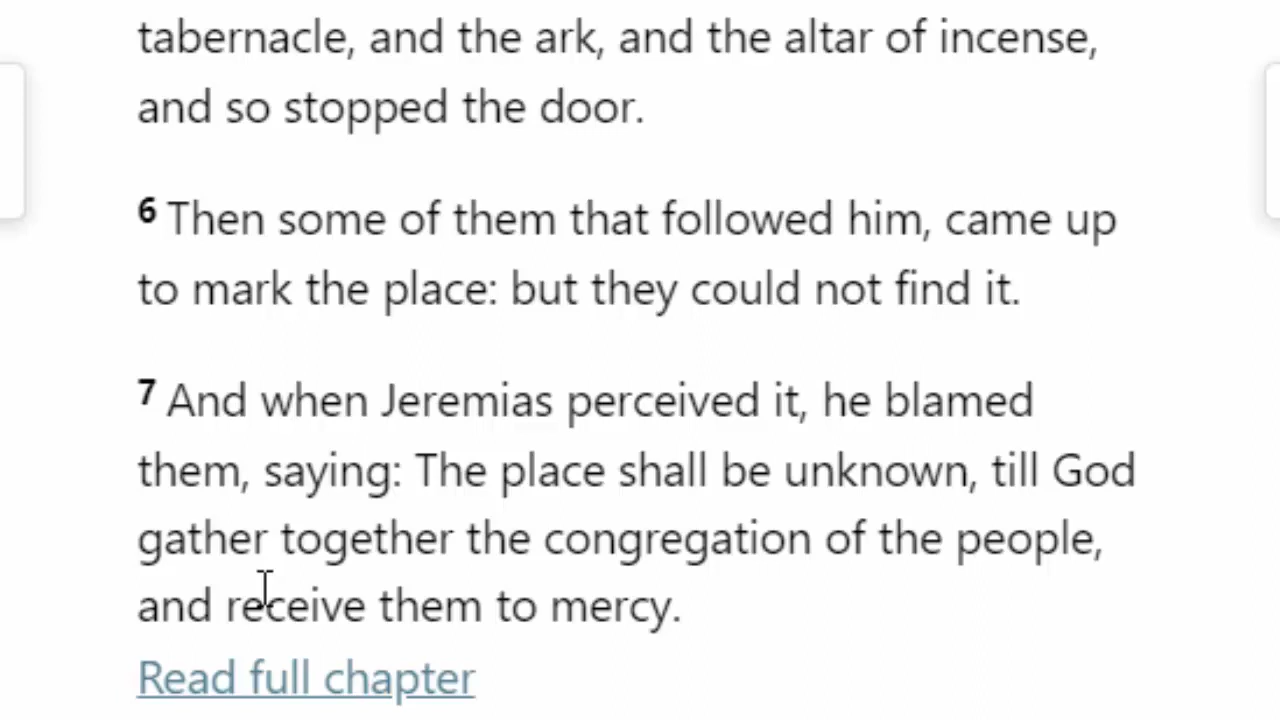 tabernacle, and the ark, and the altar of incense,
and so stopped the door.
6 Then some of them that followed him, came up
to mark the place: but they could not find it.
7 And when Jeremias perceived it, he blamed
them, saying: The place shall be unknown, till God
gather together the congregation of the people,
and receive them to mercy.
Read full chapter